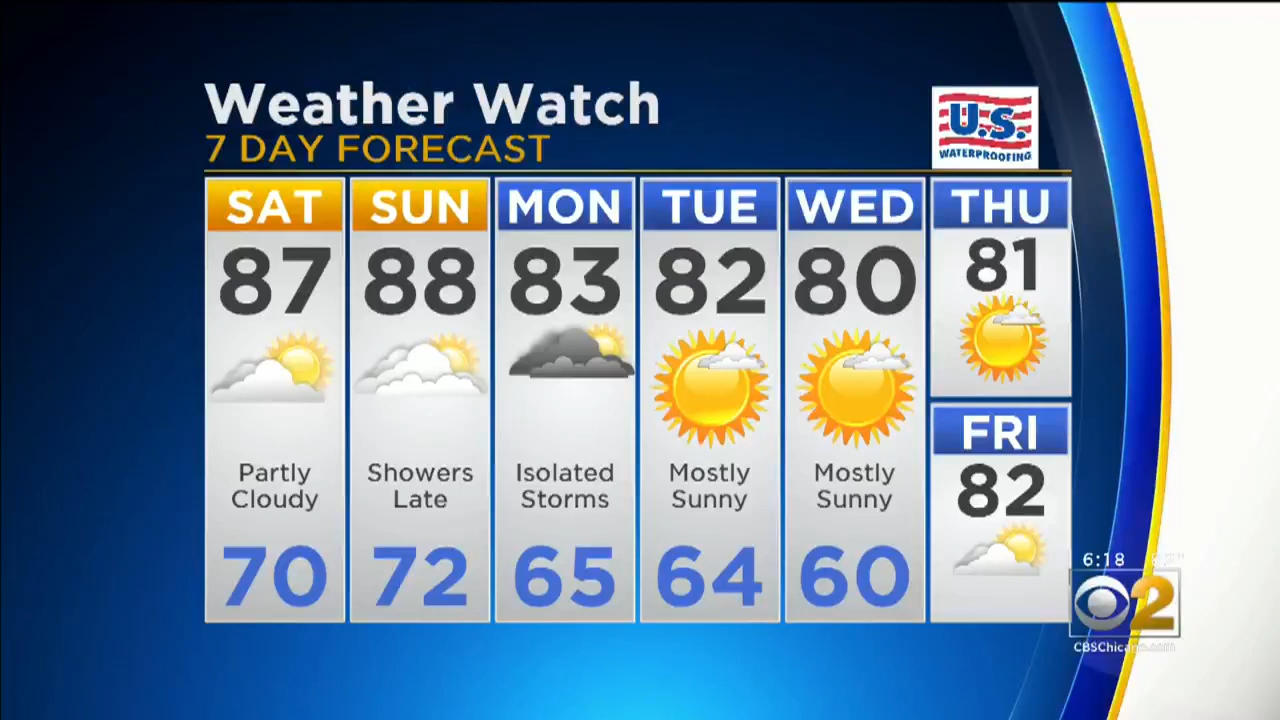 Weather Watch
7 DAY FORECAST
U.S.
WATERPROOFING
SAT
87
Partly
Cloudy
70
SUN
88
Showers
Late
72
MON
83
Isolated
Storms
65
TUE
82
Mostly
Sunny
64
WED
80
Mostly
Sunny
60
THU
81
FRI
82
6:18
2
CBSChicago.com